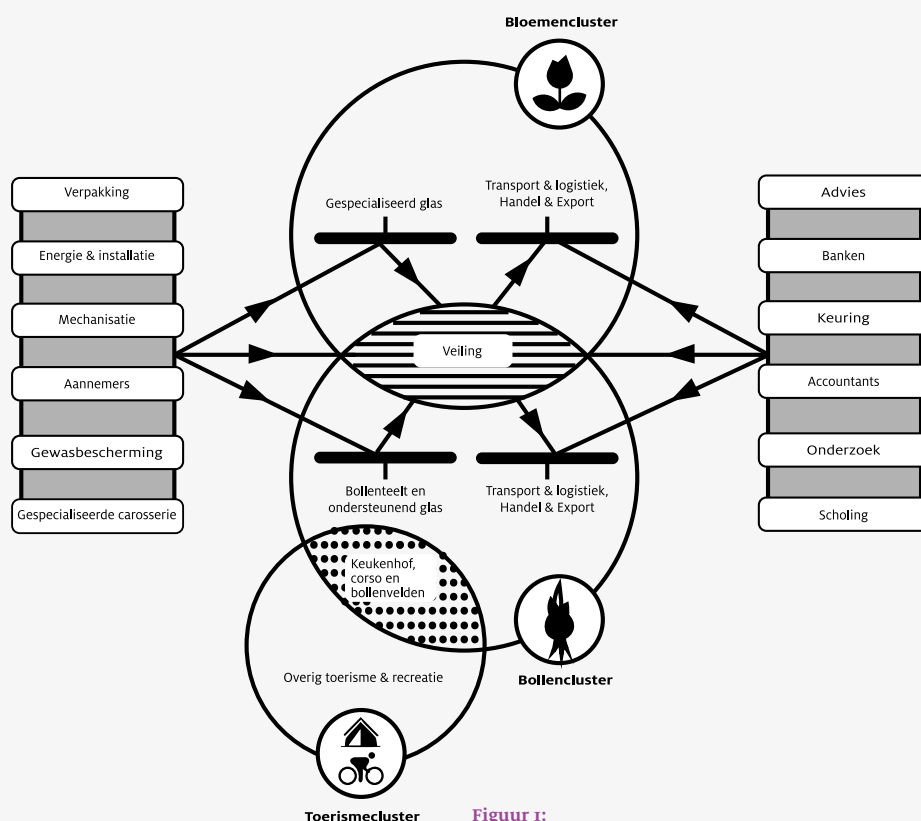 Bloemencluster
Verpakking
Energie & installatie
Mechanisatie
Aannemers
Gewasbescherming
Gespecialiseerde carosserie
Gespecialiseerd glas
Transport & logistiek,
Handel & Export
Veiling
Bollenteelt en
ondersteunend glas
Transport & logistiek,
Handel & Export
Advies
Banken
Keuring
Accountants
Onderzoek
Scholing
Keukenhof,
corso en
bollenvelden
Bollencluster
Overig toerisme & recreatie
Toerismecluster
Figuur 1: